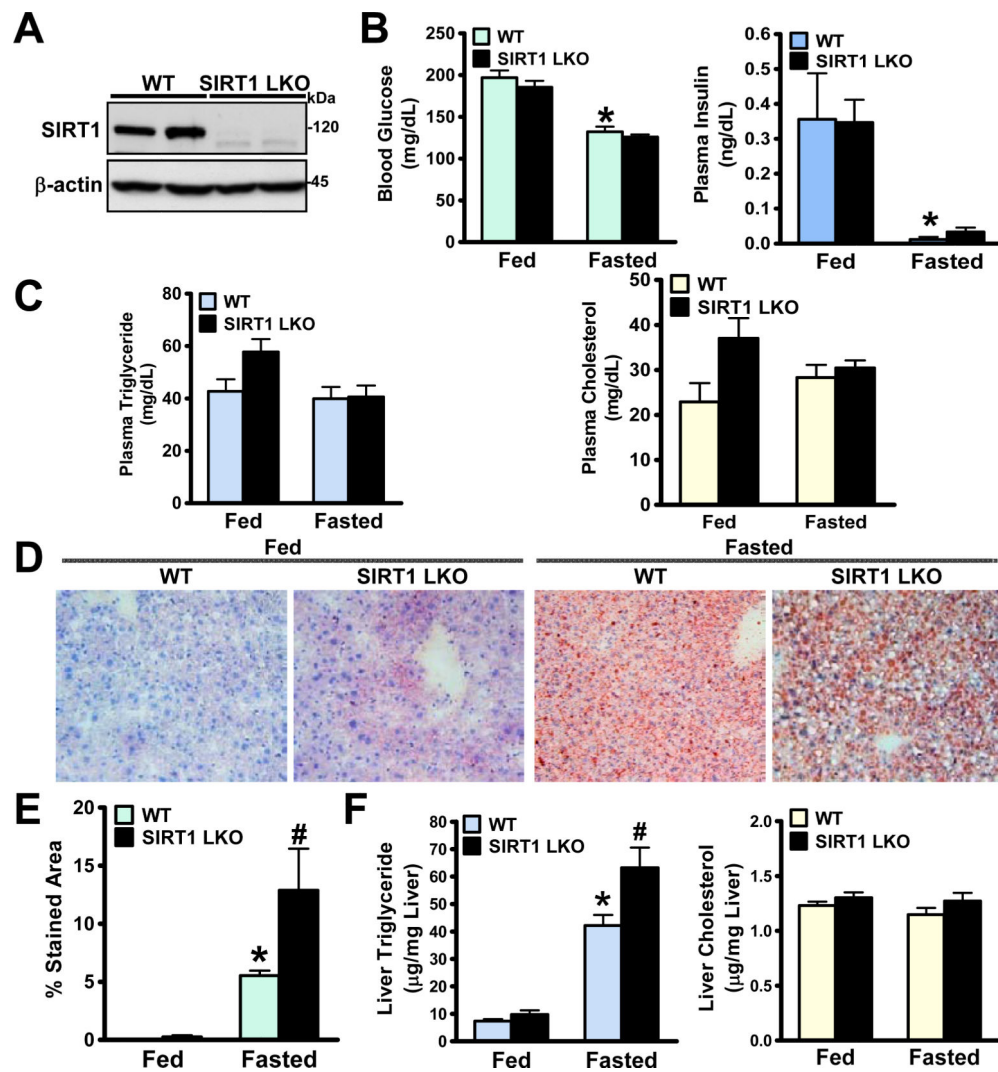 A
WT SIRT1 LKO
kDa
SIRT1
-120
β-actin
-45
B
WT
SIRT1 LKO
Blood Glucose
(mg/dL)
250
200
150
100
50
0
*
Fed Fasted
WT
SIRT1 LKO
Plasma Insulin
(ng/dL)
0.6
0.5
0.4
0.3
0.2
0.1
0.0
*
Fed Fasted
C
WT
SIRT1 LKO
Plasma Triglyceride
(mg/dL)
80
60
40
20
0
Fed Fasted
WT
SIRT1 LKO
Plasma Cholesterol
(mg/dL)
50
40
30
20
10
0
Fed Fasted
D
Fed Fasted
WT SIRT1 LKO WT SIRT1 LKO
E
WT
SIRT1 LKO
% Stained Area
20
15
10
5
0
*
#
Fed Fasted
F
WT
SIRT1 LKO
Liver Triglyceride
(µg/mg Liver)
80
70
60
50
40
30
20
10
0
*
#
Fed Fasted
WT
SIRT1 LKO
Liver Cholesterol
(µg/mg Liver)
2.0
1.5
1.0
0.5
0.0
Fed Fasted